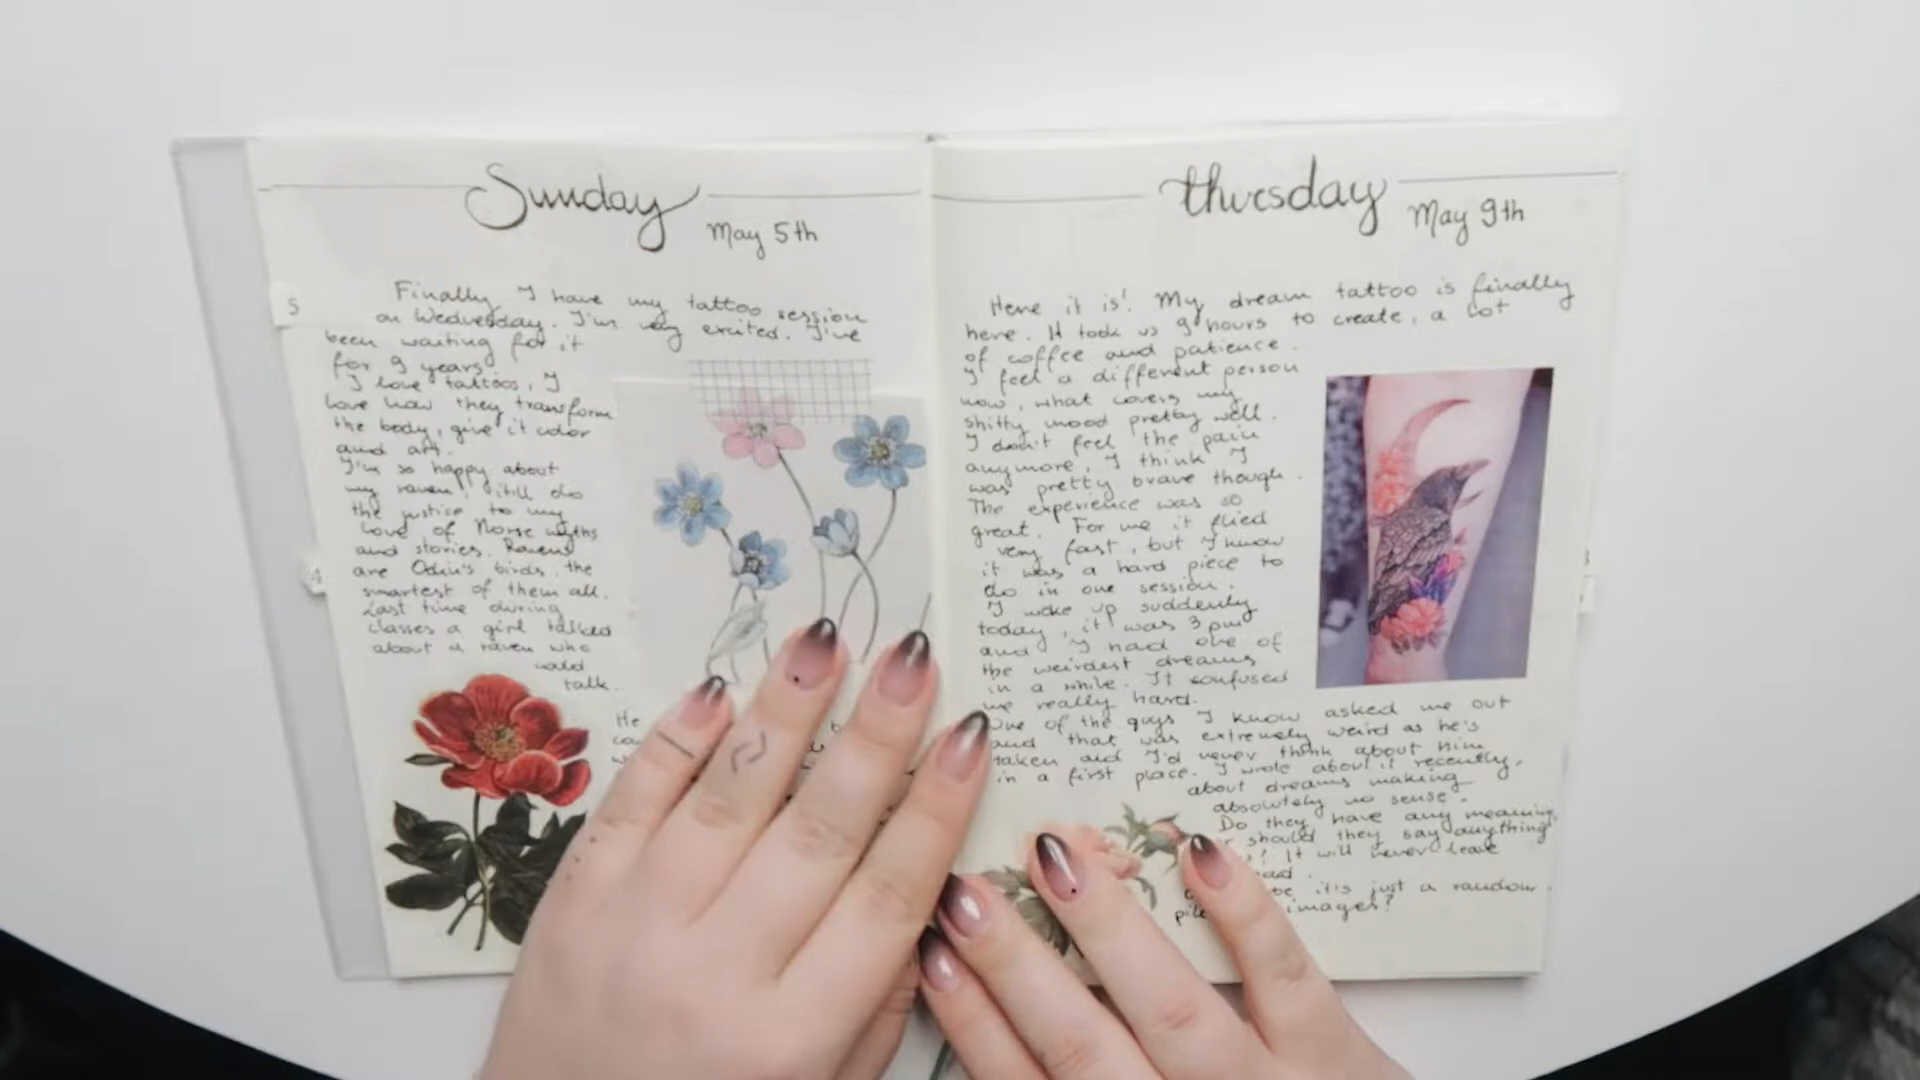 Sunday
May 5th
5
Finally I have my tattoo session
on Wednesday. I'm very excited. I've
been waiting for it
for 9 years.
I love tattoos, I
love how they transform
the body, give it color
and art.
I'm so happy about
my raven, itill do
the justice to my
love of Norse myths
and stories. Ravens
are Odin's birds, the
smartest of them all.
Last time during
classes a girl talked
about a raven who
could
talk.
He
thursday
May 9th
Here it is! My dream tattoo is finally
here. It took us 9 hours to create, a lot
of coffee and patience.
I feel a different person
now, what covers my
shitty mood pretty well.
I don't feel the pain
anymore, I think I
was pretty brave though.
The experience was so
great. For me it flied
very fast, but I know
it was a hard piece to
do in one session.
I woke up suddenly
today, it was 3 pm
and I had one of
the weirdest dreams
in a while. It confused
me really hard.
One of the guys I know asked me out
and that was extremely weird as he's
taken and I'd never think about him
in a first place. I wrote about it recently,
about dreams making
absolutely no sense.
Do they have any meaning,
should they say anything
! It will never leave
it's just a random
images?